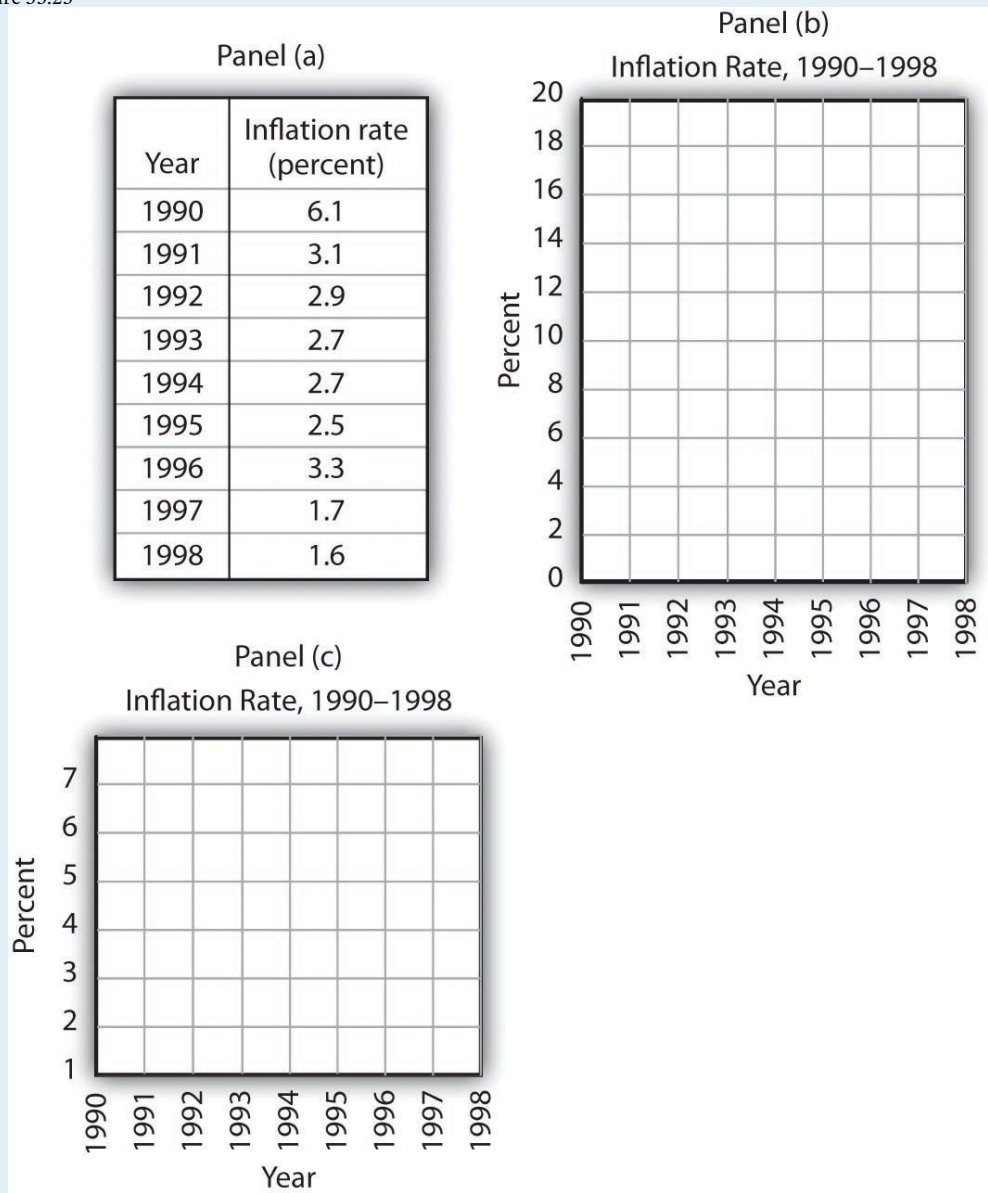 Panel (a)
Year Inflation rate (percent)
1990 6.1
1991 3.1
1992 2.9
1993 2.7
1994 2.7
1995 2.5
1996 3.3
1997 1.7
1998 1.6
Panel (b)
Inflation Rate, 1990–1998
Percent
20
18
16
14
12
10
8
6
4
2
0
1990 1991 1992 1993 1994 1995 1996 1997 1998
Year
Panel (c)
Inflation Rate, 1990–1998
Percent
7
6
5
4
3
2
1
1990 1991 1992 1993 1994 1995 1996 1997 1998
Year